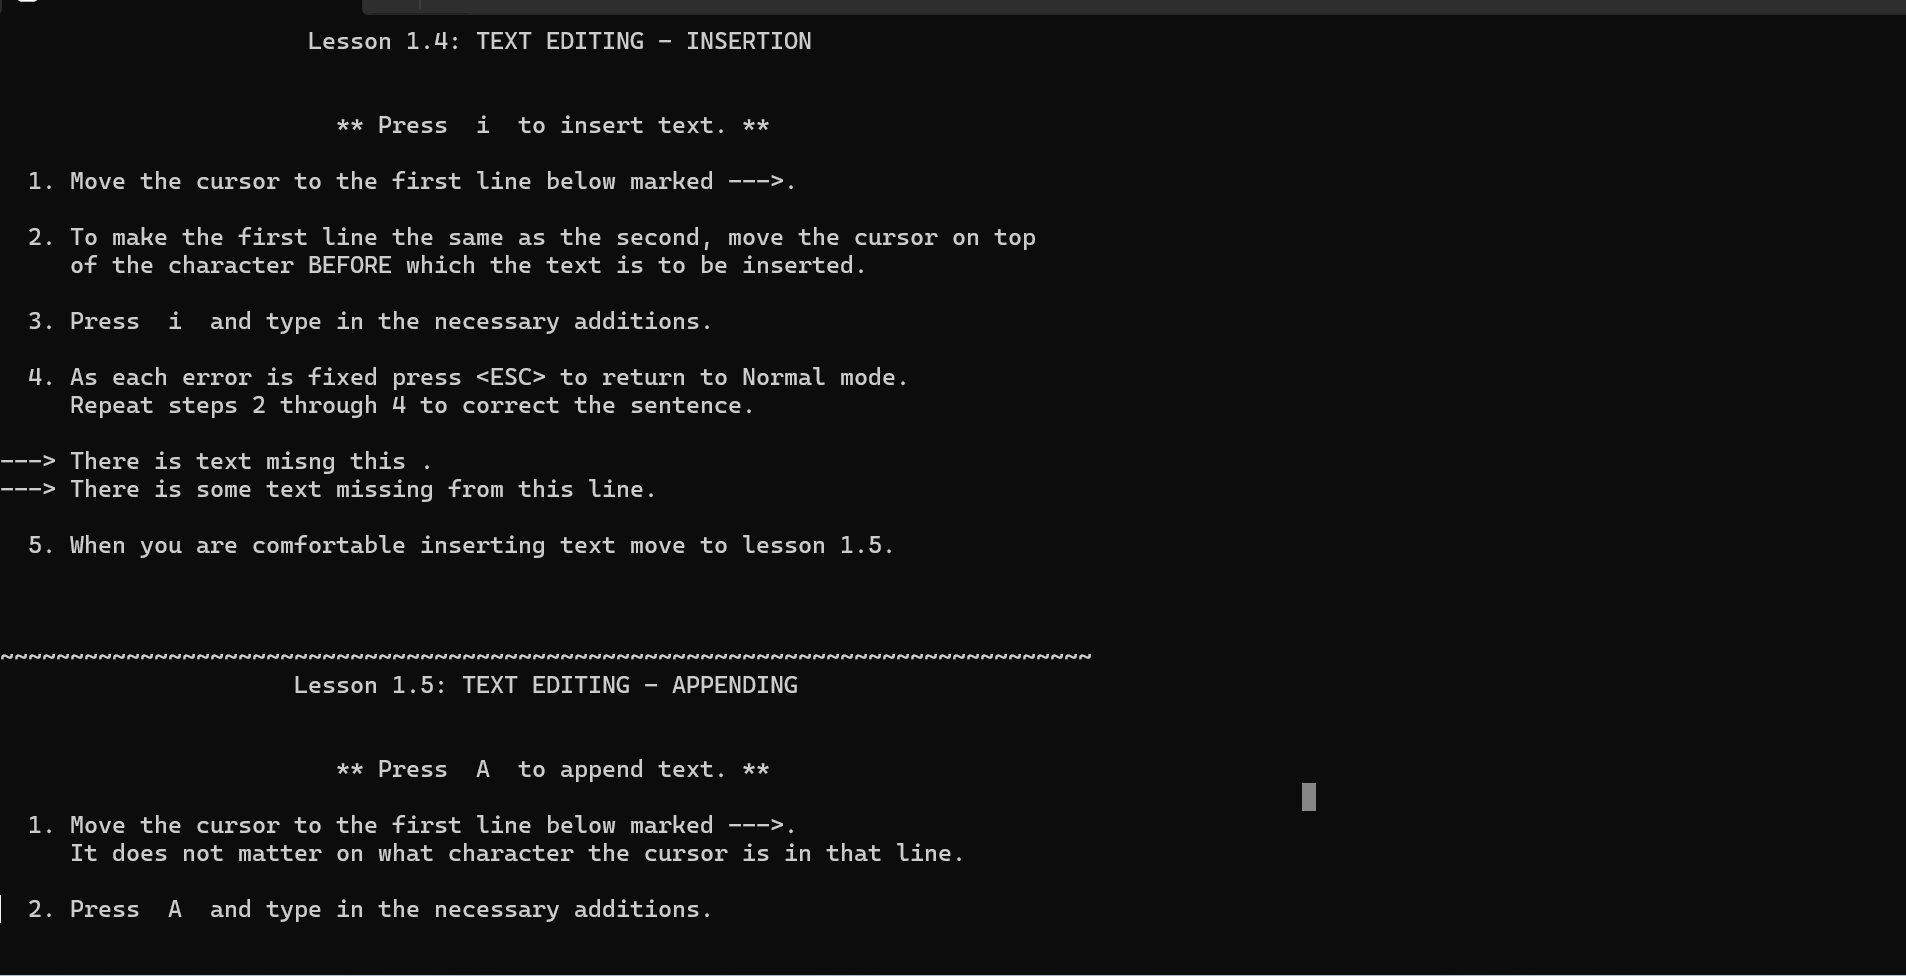 Lesson 1.4: TEXT EDITING - INSERTION
** Press  i  to insert text. **
1. Move the cursor to the first line below marked --->.
2. To make the first line the same as the second, move the cursor on top
of the character BEFORE which the text is to be inserted.
3. Press  i  and type in the necessary additions.
4. As each error is fixed press <ESC> to return to Normal mode.
Repeat steps 2 through 4 to correct the sentence.
---> There is text misng this .
---> There is some text missing from this line.
5. When you are comfortable inserting text move to lesson 1.5.
~~~~~~~~~~~~~~~~~~~~~~~~~~~~~~~~~~~~~~~~~~~~~~~~~~~~~~~~~~~~~~~~~~~~~~~~~~~~~~
Lesson 1.5: TEXT EDITING - APPENDING
** Press  A  to append text. **
1. Move the cursor to the first line below marked --->.
It does not matter on what character the cursor is in that line.
2. Press  A  and type in the necessary additions.